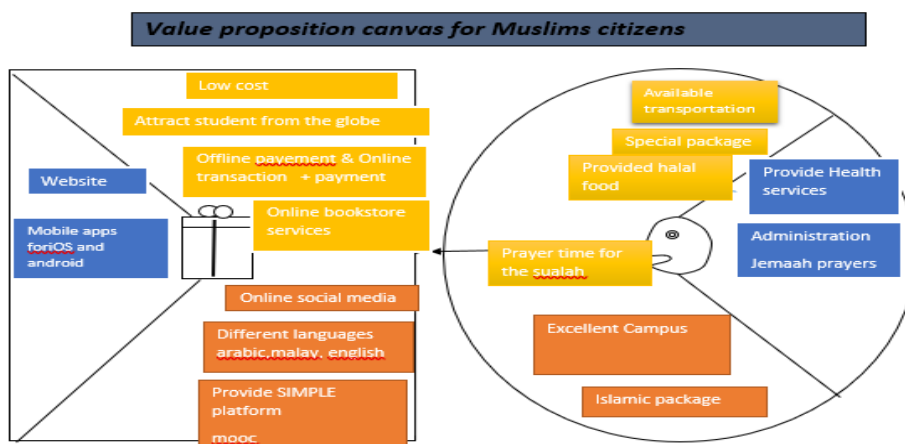 Value proposition canvas for Muslims citizens
Low cost
Attract student from the globe
Offline pavement & Online
transaction + payment
Online bookstore
services
Website
Mobile apps
foriOS and
android
Online social media
Different languages
arabic,malay, english
Provide SIMPLE
platform
mooc
Available
transportation
Special package
Provided halal
food
Prayer time for
the sualah
Provide Health
services
Administration
Jemaah prayers
Excellent Campus
Islamic package